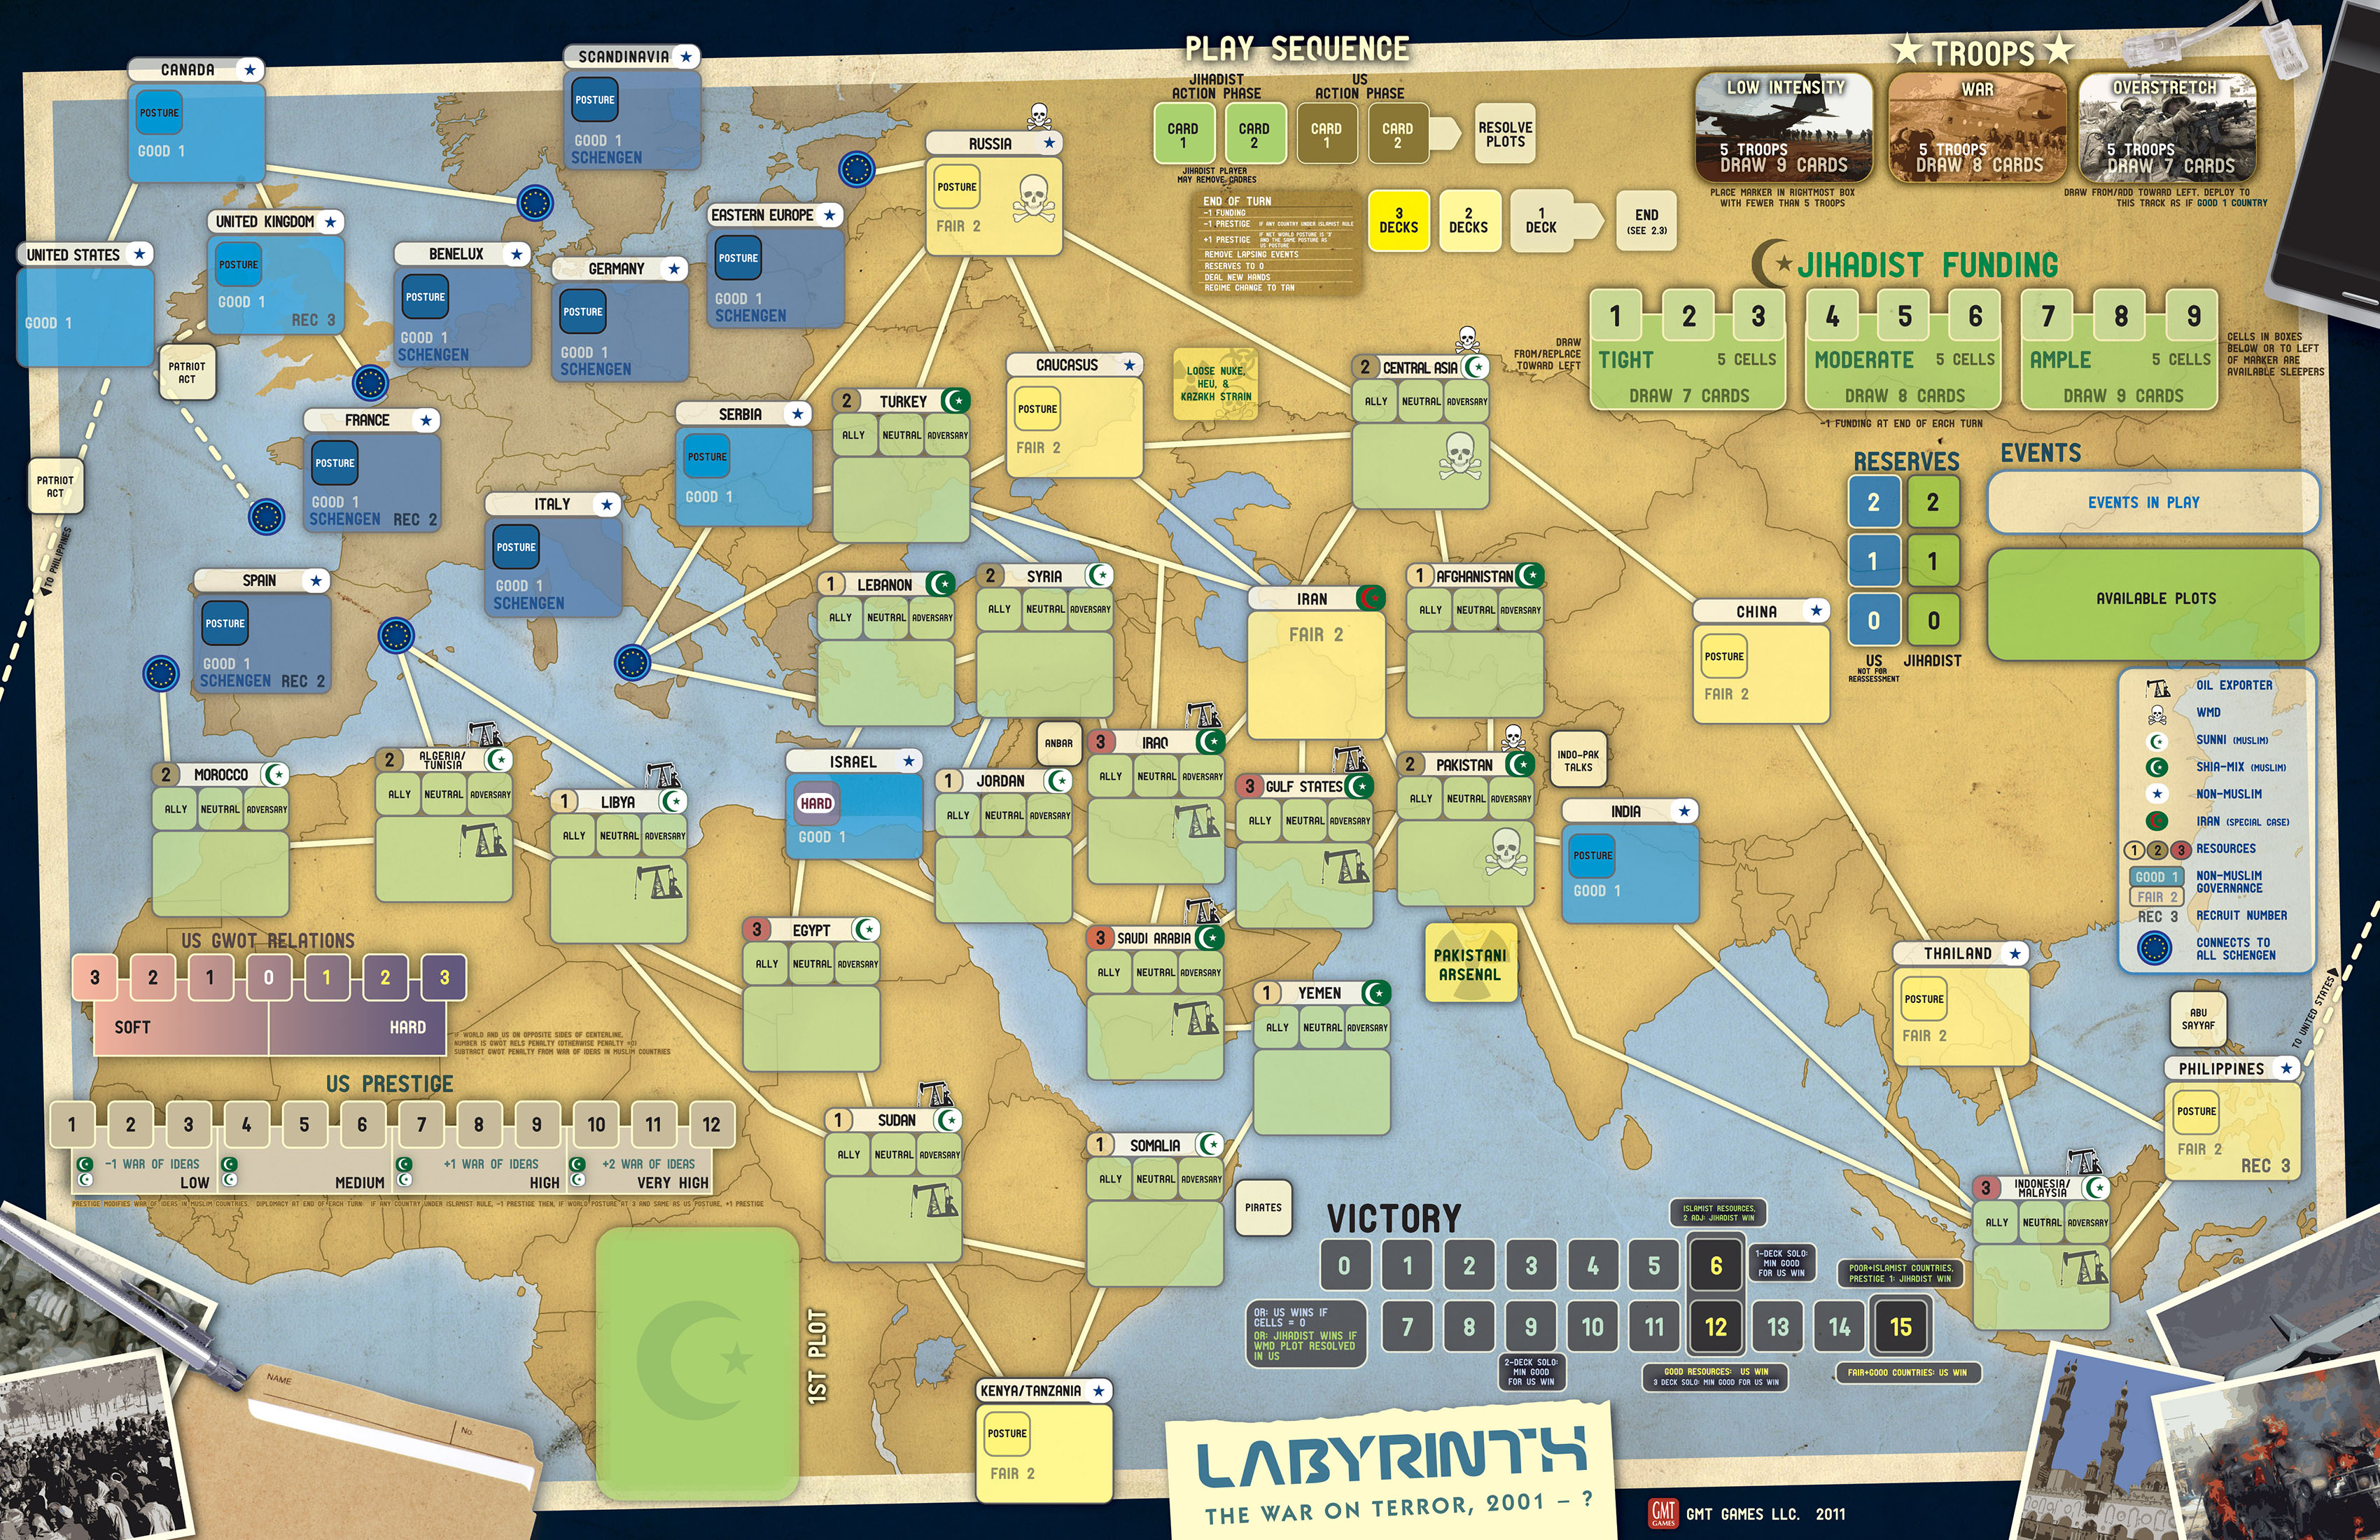 PLAY SEQUENCE
JIHADIST
ACTION PHASE
US
ACTION PHASE
CARD
1
CARD
2
CARD
1
CARD
2
RESOLVE
PLOTS
JIHADIST PLAYER
MAY REMOVE CADRES
END OF TURN
-1 FUNDING
-1 PRESTIGE IF ANY COUNTRY UNDER ISLAMIST RULE
+1 PRESTIGE IF NET WORLD POSTURE IS '3'
AND THE SAME POSTURE AS
US POSTURE
REMOVE LAPSING EVENTS
RESERVES TO 0
DEAL NEW HANDS
REGIME CHANGE TO TAN
3
DECKS
2
DECKS
1
DECK
END
(SEE 2.3)
TROOPS
LOW INTENSITY
5 TROOPS
DRAW 9 CARDS
WAR
5 TROOPS
DRAW 8 CARDS
OVERSTRETCH
5 TROOPS
DRAW 7 CARDS
PLACE MARKER IN RIGHTMOST BOX
WITH FEWER THAN 5 TROOPS
DRAW FROM/ADD TOWARD LEFT. DEPLOY TO
THIS TRACK AS IF GOOD 1 COUNTRY
JIHADIST FUNDING
DRAW
FROM/REPLACE
TOWARD LEFT
1 2 3
TIGHT 5 CELLS
DRAW 7 CARDS
4 5 6
MODERATE 5 CELLS
DRAW 8 CARDS
7 8 9
AMPLE 5 CELLS
DRAW 9 CARDS
CELLS IN BOXES
BELOW OR TO LEFT
OF MARKER ARE
AVAILABLE SLEEPERS
-1 FUNDING AT END OF EACH TURN
RESERVES
2 2
1 1
0 0
US JIHADIST
NOT FOR
REASSESSMENT
EVENTS
EVENTS IN PLAY
AVAILABLE PLOTS
OIL EXPORTER
WMD
SUNNI (MUSLIM)
SHIA-MIX (MUSLIM)
NON-MUSLIM
IRAN (SPECIAL CASE)
1 2 3 RESOURCES
GOOD 1
FAIR 2
NON-MUSLIM
GOVERNANCE
REC 3 RECRUIT NUMBER
CONNECTS TO
ALL SCHENGEN
CANADA
POSTURE
GOOD 1
SCANDINAVIA
POSTURE
GOOD 1
SCHENGEN
RUSSIA
POSTURE
FAIR 2
UNITED STATES
GOOD 1
UNITED KINGDOM
POSTURE
GOOD 1
REC 3
BENELUX
POSTURE
GOOD 1
SCHENGEN
GERMANY
POSTURE
GOOD 1
SCHENGEN
EASTERN EUROPE
POSTURE
GOOD 1
SCHENGEN
PATRIOT
ACT
PATRIOT
ACT
TO PHILIPPINES
FRANCE
POSTURE
GOOD 1
SCHENGEN REC 2
ITALY
POSTURE
GOOD 1
SCHENGEN
SERBIA
POSTURE
GOOD 1
2 TURKEY
ALLY NEUTRAL ADVERSARY
CAUCASUS
POSTURE
FAIR 2
LOOSE NUKE,
HEU, &
KAZAKH STRAIN
2 CENTRAL ASIA
ALLY NEUTRAL ADVERSARY
SPAIN
POSTURE
GOOD 1
SCHENGEN REC 2
1 LEBANON
ALLY NEUTRAL ADVERSARY
2 SYRIA
ALLY NEUTRAL ADVERSARY
IRAN
FAIR 2
1 AFGHANISTAN
ALLY NEUTRAL ADVERSARY
CHINA
POSTURE
FAIR 2
2 MOROCCO
ALLY NEUTRAL ADVERSARY
2 ALGERIA/
TUNISIA
ALLY NEUTRAL ADVERSARY
1 LIBYA
ALLY NEUTRAL ADVERSARY
ISRAEL
HARD
GOOD 1
1 JORDAN
ALLY NEUTRAL ADVERSARY
ANBAR
3 IRAQ
ALLY NEUTRAL ADVERSARY
3 GULF STATES
ALLY NEUTRAL ADVERSARY
2 PAKISTAN
ALLY NEUTRAL ADVERSARY
INDO-PAK
TALKS
INDIA
POSTURE
GOOD 1
PAKISTANI
ARSENAL
3 EGYPT
ALLY NEUTRAL ADVERSARY
3 SAUDI ARABIA
ALLY NEUTRAL ADVERSARY
1 YEMEN
ALLY NEUTRAL ADVERSARY
THAILAND
POSTURE
FAIR 2
ABU
SAYYAF
TO UNITED STATES
PHILIPPINES
POSTURE
FAIR 2
REC 3
US GWOT RELATIONS
3 2 1 0 1 2 3
SOFT HARD
IF WORLD AND US ON OPPOSITE SIDES OF CENTERLINE,
NUMBER IS GWOT RELS PENALTY (OTHERWISE PENALTY =0)
SUBTRACT GWOT PENALTY FROM WAR OF IDEAS IN MUSLIM COUNTRIES
US PRESTIGE
1 2 3 4 5 6 7 8 9 10 11 12
-1 WAR OF IDEAS
LOW
MEDIUM
+1 WAR OF IDEAS
HIGH
+2 WAR OF IDEAS
VERY HIGH
PRESTIGE MODIFIES WAR OF IDEAS IN MUSLIM COUNTRIES. DIPLOMACY AT END OF EACH TURN: IF ANY COUNTRY UNDER ISLAMIST RULE, -1 PRESTIGE THEN, IF WORLD POSTURE AT 3 AND SAME AS US POSTURE, +1 PRESTIGE
1 SUDAN
ALLY NEUTRAL ADVERSARY
1 SOMALIA
ALLY NEUTRAL ADVERSARY
PIRATES
3 INDONESIA/
MALAYSIA
ALLY NEUTRAL ADVERSARY
1ST PLOT
KENYA/TANZANIA
POSTURE
FAIR 2
VICTORY
ISLAMIST RESOURCES,
2 ADJ: JIHADIST WIN
0 1 2 3 4 5 6
1-DECK SOLO:
MIN GOOD
FOR US WIN
POOR+ISLAMIST COUNTRIES,
PRESTIGE 1: JIHADIST WIN
OR: US WINS IF
CELLS = 0
OR: JIHADIST WINS IF
WMD PLOT RESOLVED
IN US
7 8 9 10 11 12 13 14 15
2-DECK SOLO:
MIN GOOD
FOR US WIN
GOOD RESOURCES: US WIN
3 DECK SOLO: MIN GOOD FOR US WIN
FAIR+GOOD COUNTRIES: US WIN
NAME
No.
LABYRINTH
THE WAR ON TERROR, 2001 – ?
GMT
GAMES
GMT GAMES LLC. 2011